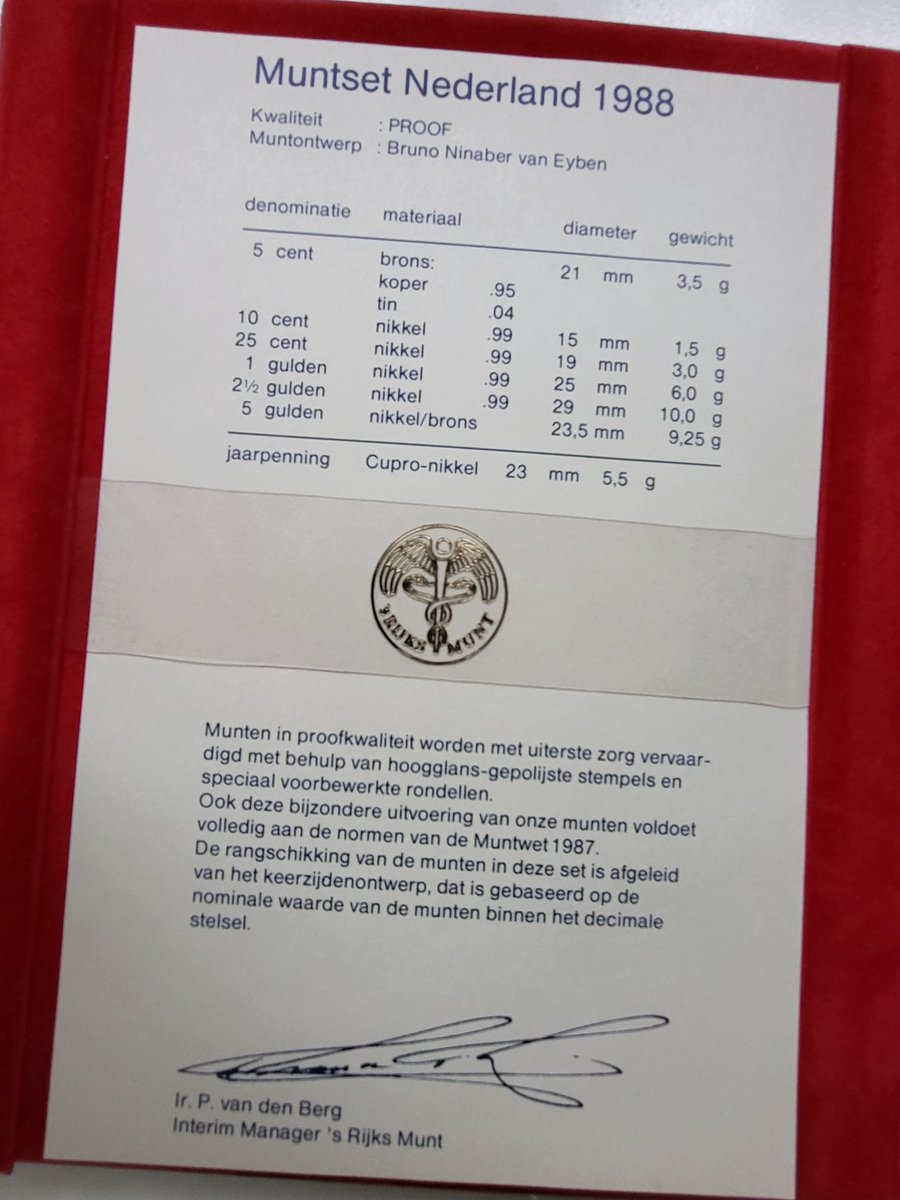 Muntset Nederland 1988
Kwaliteit : PROOF
Muntontwerp : Bruno Ninaber van Eyben
denominatie materiaal diameter gewicht
5 cent brons: 21 mm 3,5 g
koper .95
tin .04
10 cent nikkel .99 15 mm 1,5 g
25 cent nikkel .99 19 mm 3,0 g
1 gulden nikkel .99 25 mm 6,0 g
2½ gulden nikkel .99 29 mm 10,0 g
5 gulden nikkel/brons 23,5 mm 9,25 g
jaarpenning Cupro-nikkel 23 mm 5,5 g
'S RIJKS MUNT
Munten in proofkwaliteit worden met uiterste zorg vervaar-
digd met behulp van hoogglans-gepolijste stempels en
speciaal voorbewerkte rondellen.
Ook deze bijzondere uitvoering van onze munten voldoet
volledig aan de normen van de Muntwet 1987.
De rangschikking van de munten in deze set is afgeleid
van het keerzijdenontwerp, dat is gebaseerd op de
nominale waarde van de munten binnen het decimale
stelsel.
Ir. P. van den Berg
Interim Manager 's Rijks Munt